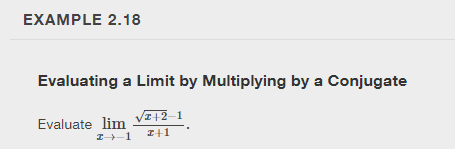 EXAMPLE 2.18
Evaluating a Limit by Multiplying by a Conjugate
Evaluate lim x→−1 (√(x+2)−1)/(x+1).